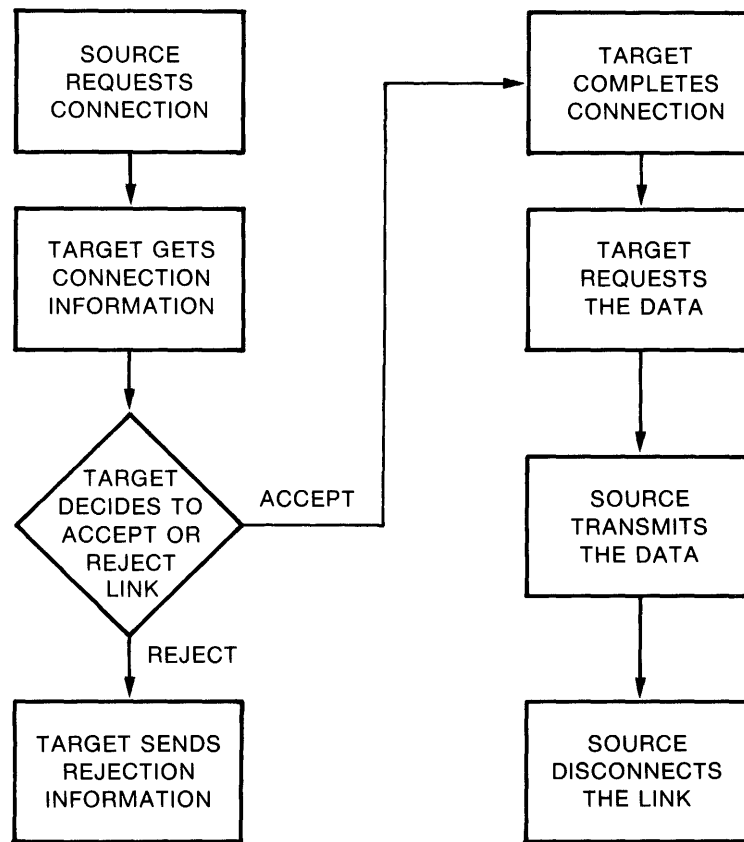 SOURCE
REQUESTS
CONNECTION
TARGET GETS
CONNECTION
INFORMATION
TARGET
DECIDES TO
ACCEPT OR
REJECT
LINK
ACCEPT
REJECT
TARGET SENDS
REJECTION
INFORMATION
TARGET
COMPLETES
CONNECTION
TARGET
REQUESTS
THE DATA
SOURCE
TRANSMITS
THE DATA
SOURCE
DISCONNECTS
THE LINK